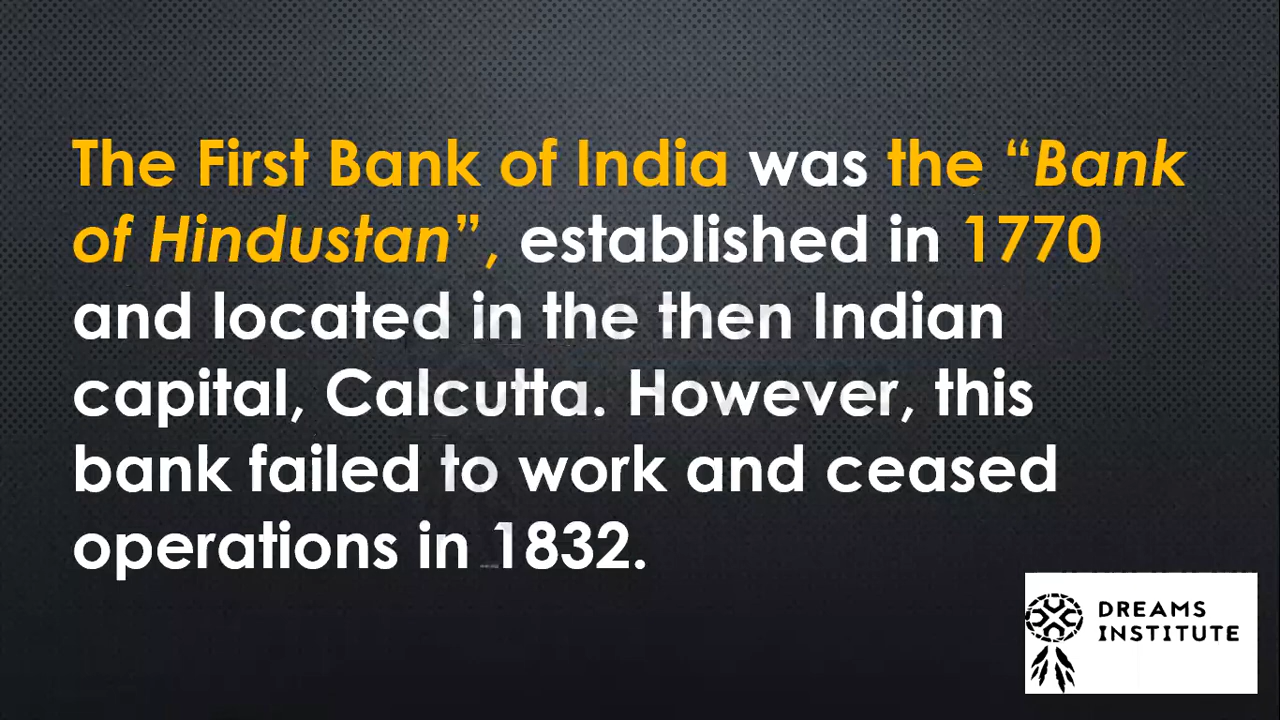 The First Bank of India was the “Bank
of Hindustan”, established in 1770
and located in the then Indian
capital, Calcutta. However, this
bank failed to work and ceased
operations in 1832.
DREAMS
INSTITUTE